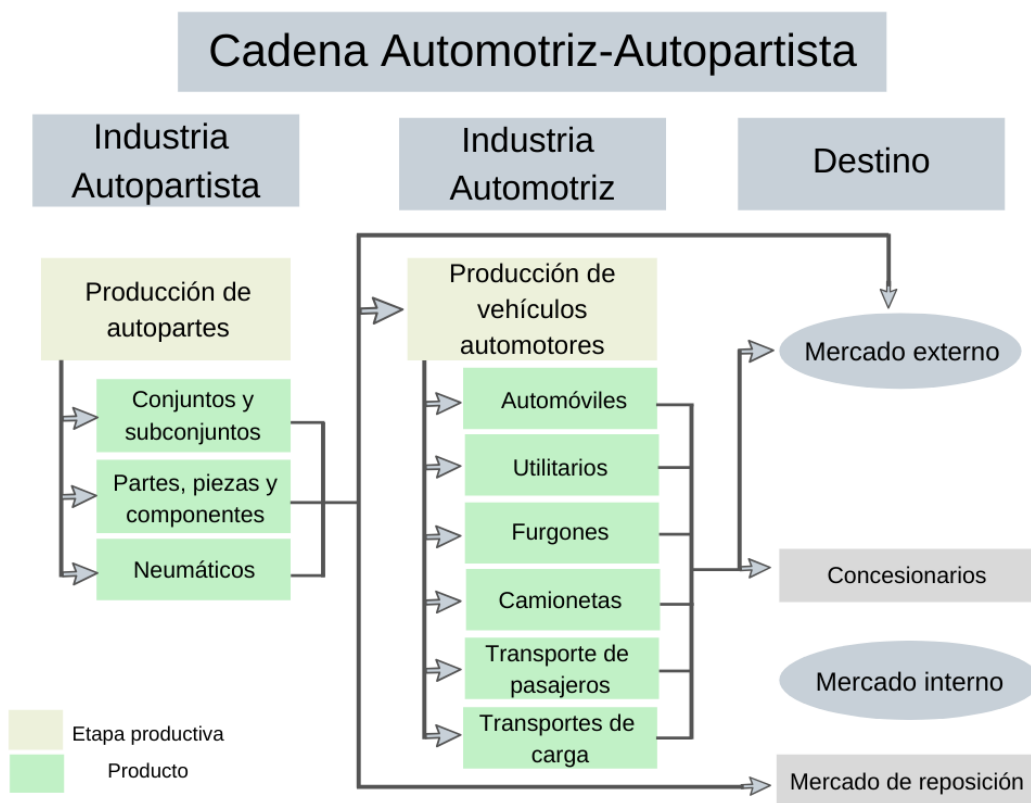 Cadena Automotriz-Autopartista
Industria
Autopartista
Industria
Automotriz
Destino
Producción de
autopartes
Conjuntos y
subconjuntos
Partes, piezas y
componentes
Neumáticos
Producción de
vehículos
automotores
Automóviles
Utilitarios
Furgones
Camionetas
Transporte de
pasajeros
Transportes de
carga
Mercado externo
Concesionarios
Mercado interno
Mercado de reposición
Etapa productiva
Producto